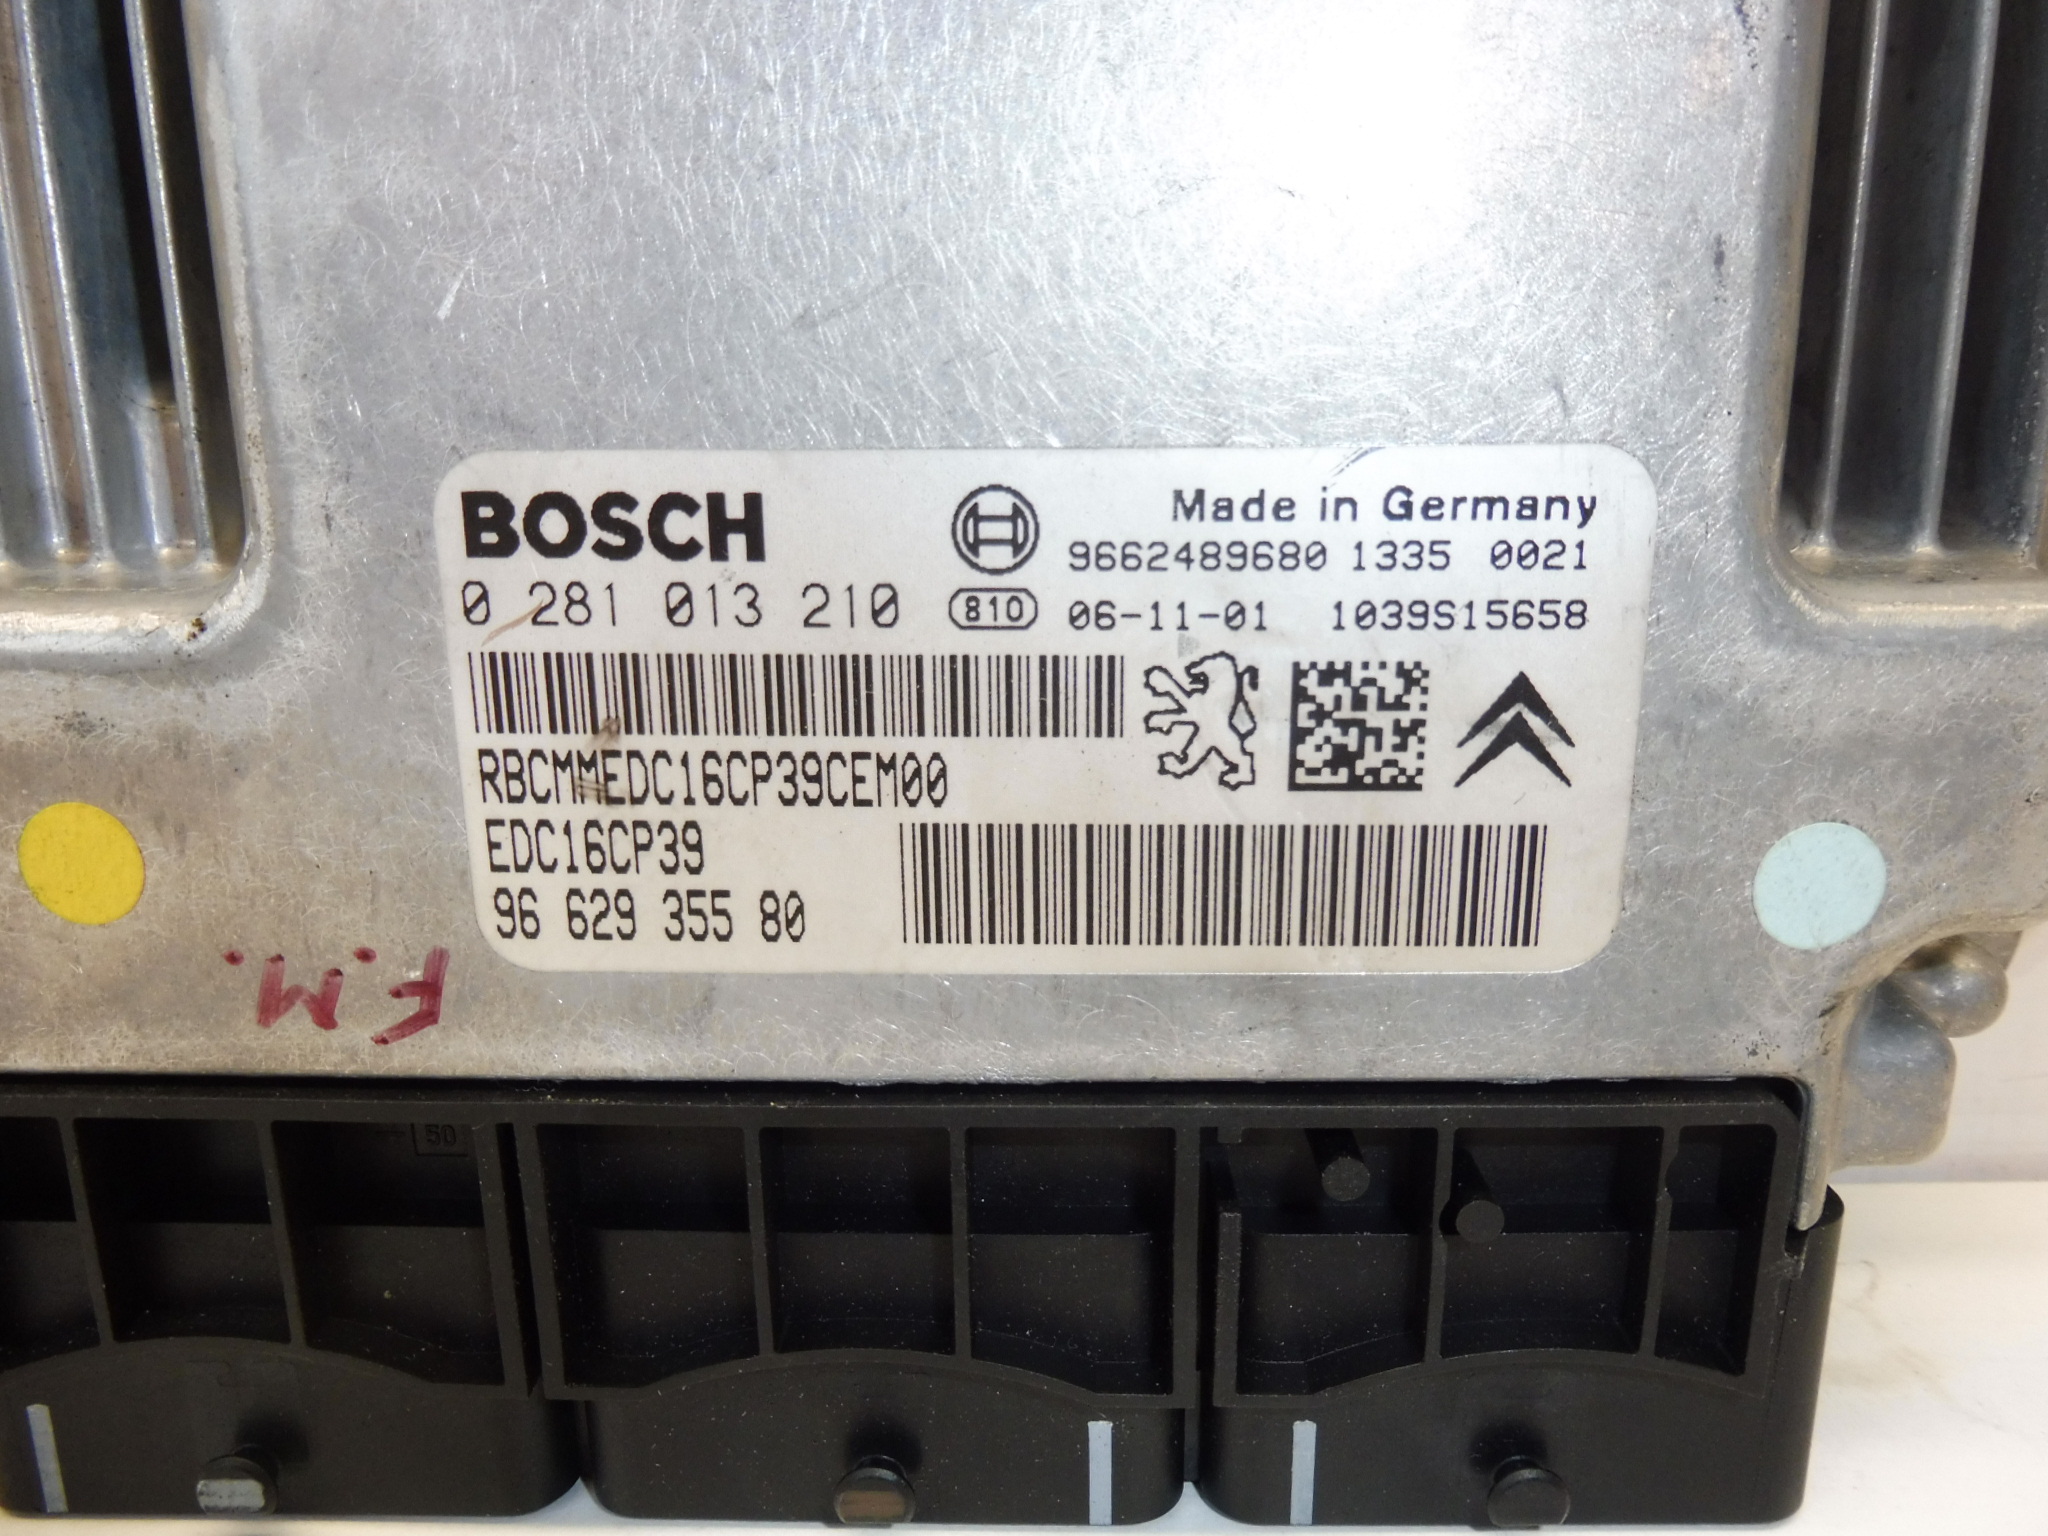 BOSCH
Made in Germany
9662489680 1335 0021
0 281 013 210
810
06-11-01 1039S15658
RBCMMEDC16CP39CEM00
EDC16CP39
96 629 355 80
F.M.
50